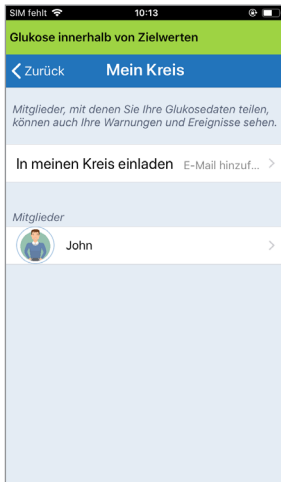 SIM fehlt 10:13
Glukose innerhalb von Zielwerten
Zurück Mein Kreis
Mitglieder, mit denen Sie Ihre Glukosedaten teilen,
können auch Ihre Warnungen und Ereignisse sehen.
In meinen Kreis einladen E-Mail hinzuf...
Mitglieder
John